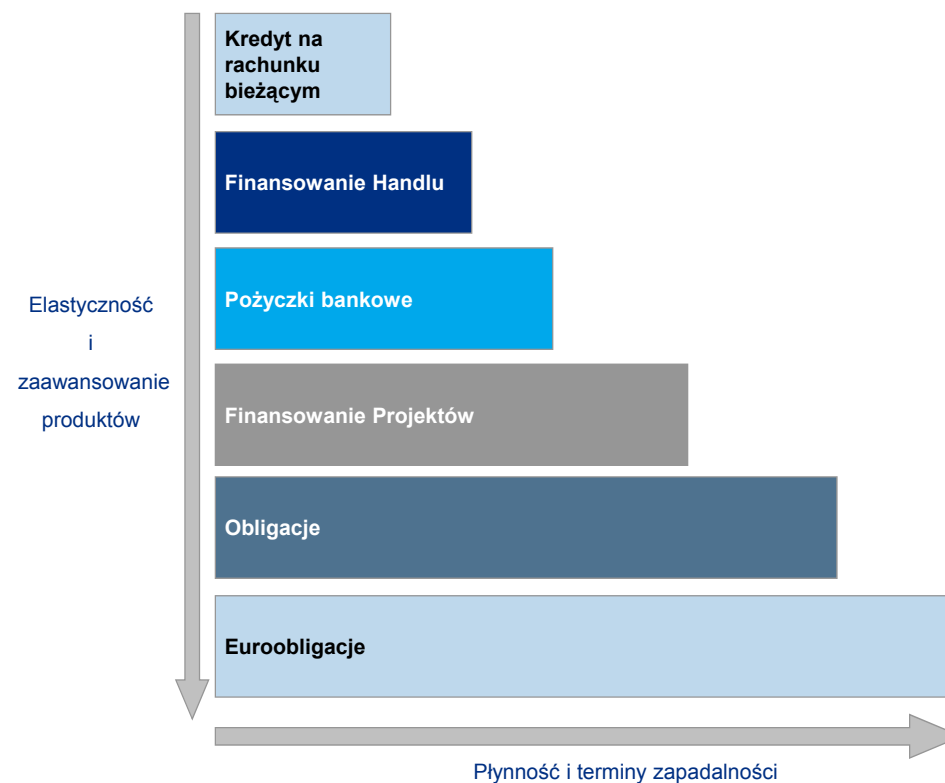 Kredyt na
rachunku
bieżącym
Finansowanie Handlu
Pożyczki bankowe
Elastyczność
i
zaawansowanie
produktów
Finansowanie Projektów
Obligacje
Euroobligacje
Płynność i terminy zapadalności